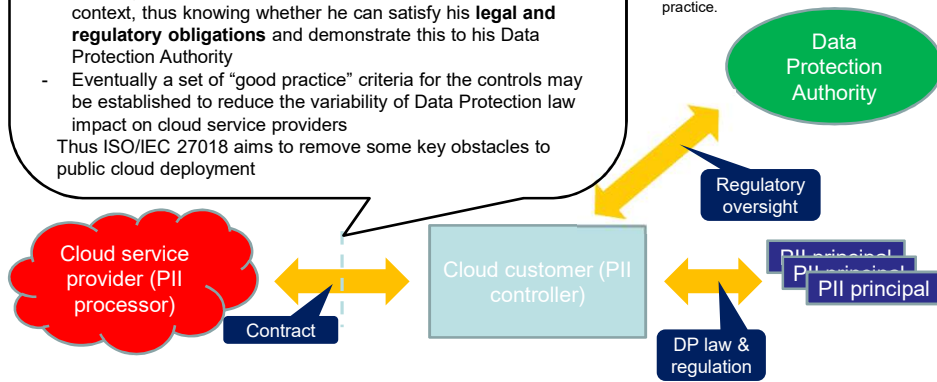 context, thus knowing whether he can satisfy his legal and
regulatory obligations and demonstrate this to his Data
Protection Authority
- Eventually a set of “good practice” criteria for the controls may
be established to reduce the variability of Data Protection law
impact on cloud service providers
Thus ISO/IEC 27018 aims to remove some key obstacles to
public cloud deployment
practice.
Data
Protection
Authority
Regulatory
oversight
Cloud service
provider (PII
processor)
Contract
Cloud customer (PII
controller)
DP law &
regulation
PII principal
PII principal
PII principal